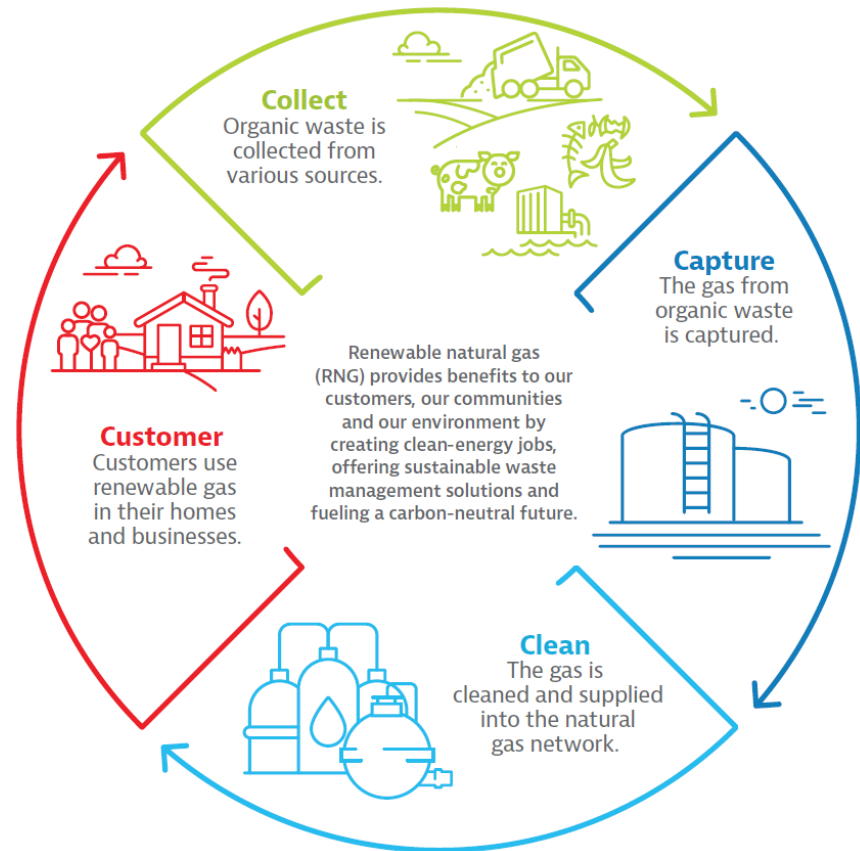 Collect
Organic waste is
collected from
various sources.
Capture
The gas from
organic waste
is captured.
Renewable natural gas
(RNG) provides benefits to our
customers, our communities
and our environment by
creating clean-energy jobs,
offering sustainable waste
management solutions and
fueling a carbon-neutral future.
Customer
Customers use
renewable gas
in their homes
and businesses.
Clean
The gas is
cleaned and supplied
into the natural
gas network.